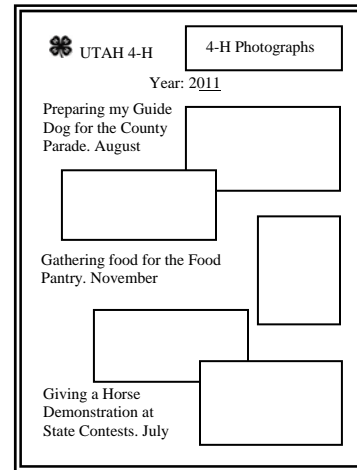 UTAH 4-H
4-H Photographs
Year: 2011
Preparing my Guide
Dog for the County
Parade. August
Gathering food for the Food
Pantry. November
Giving a Horse
Demonstration at
State Contests. July